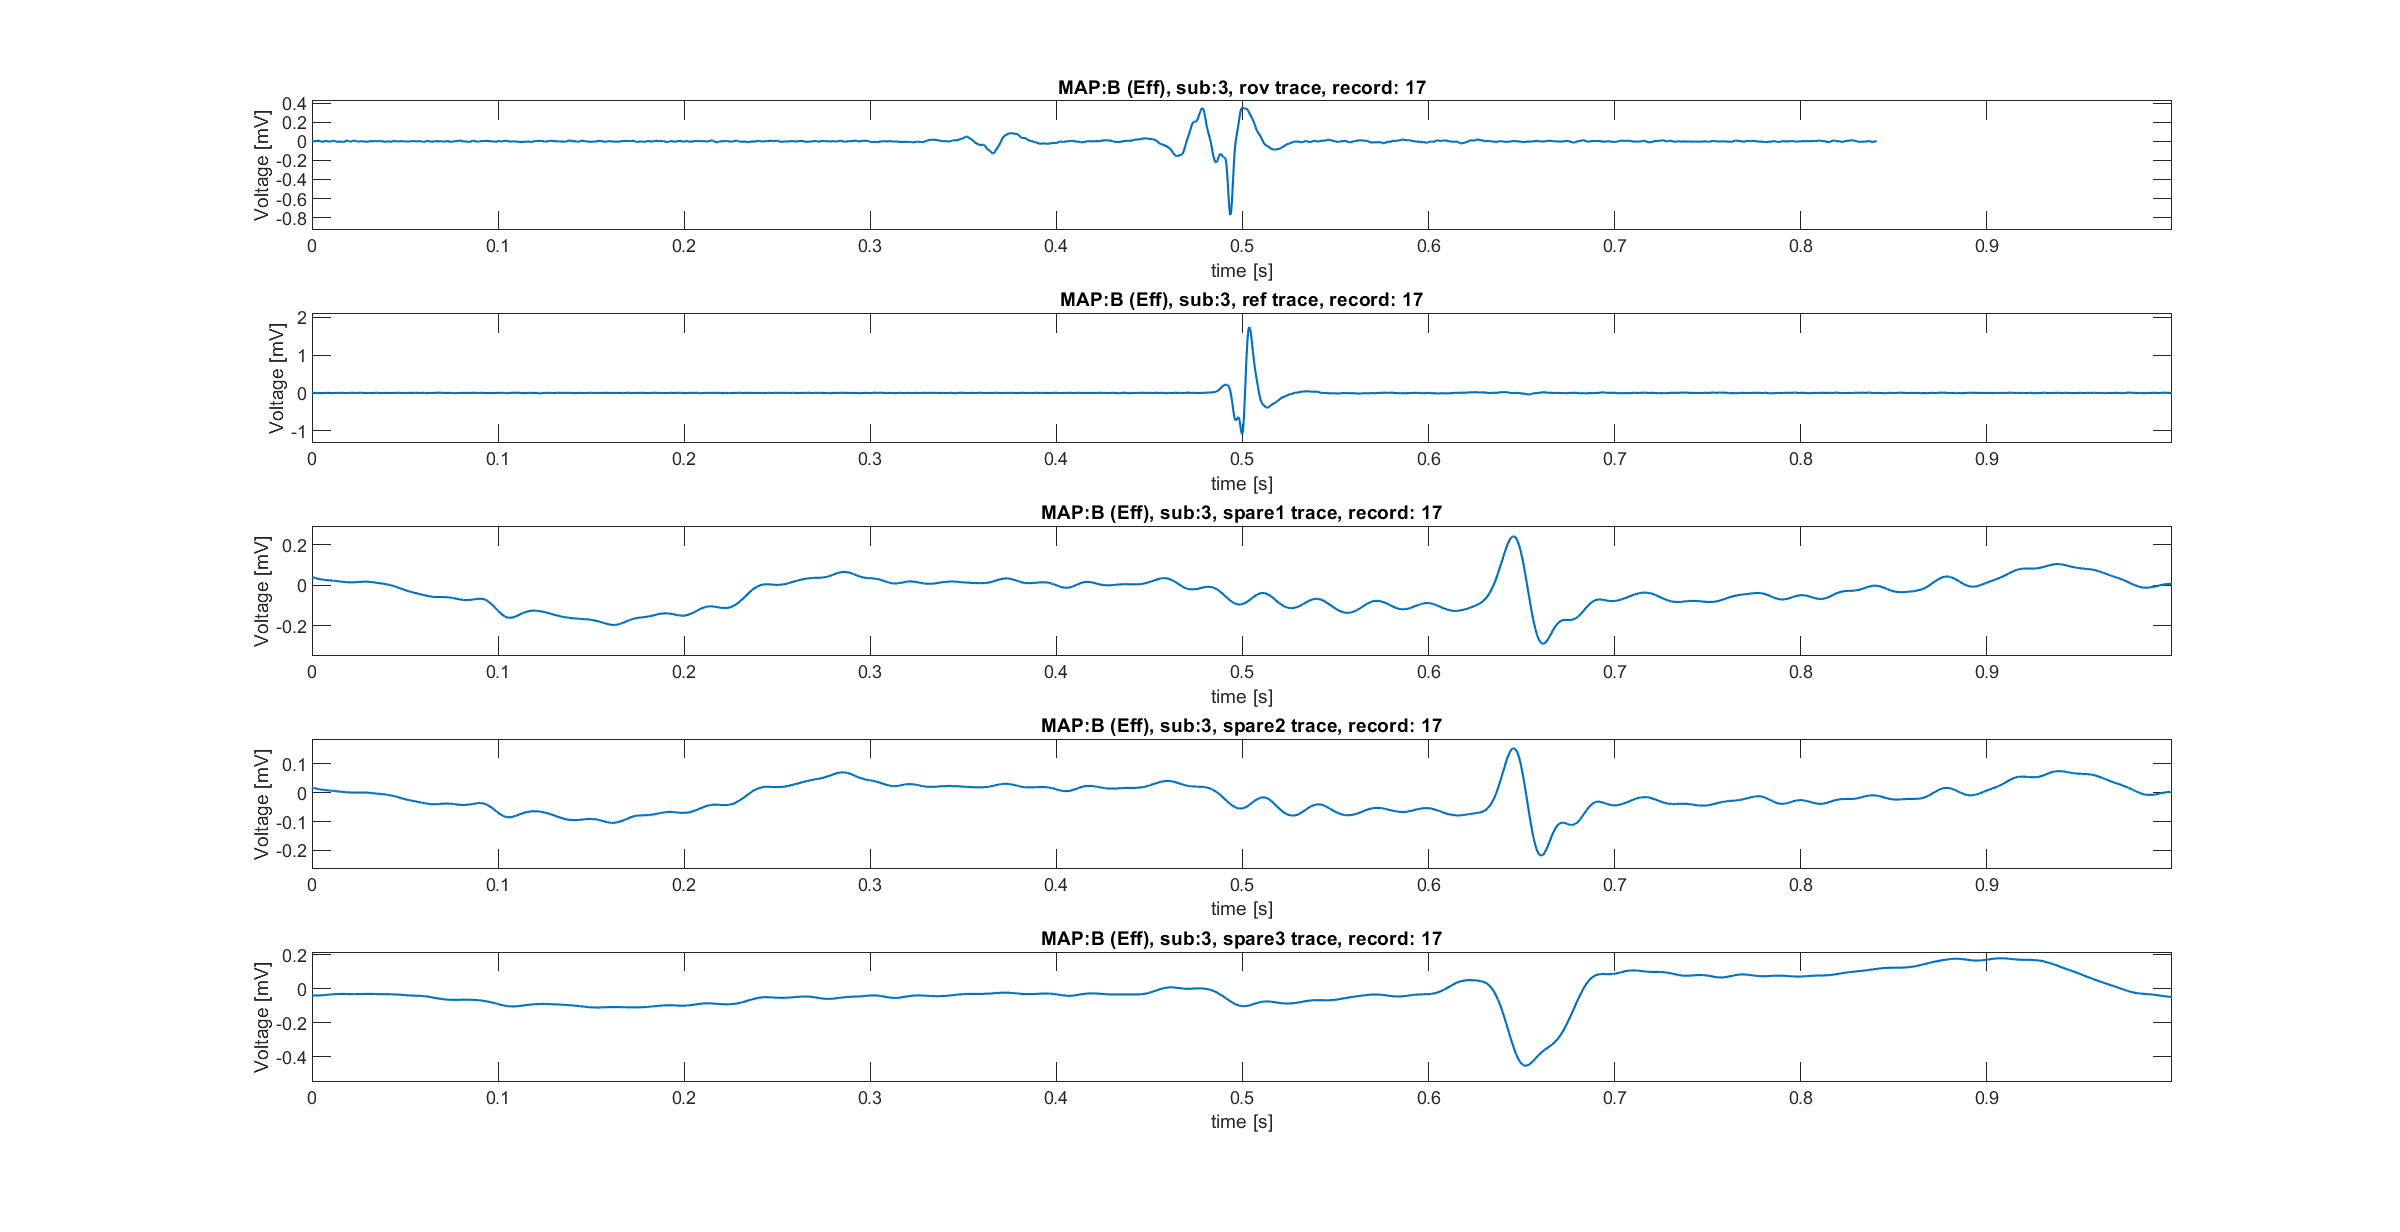 MAP:B (Eff), sub:3, rov trace, record: 17
Voltage [mV]
0.4
0.2
0
-0.2
-0.4
-0.6
-0.8
0 0.1 0.2 0.3 0.4 0.5 0.6 0.7 0.8 0.9
time [s]
MAP:B (Eff), sub:3, ref trace, record: 17
Voltage [mV]
2
1
0
-1
0 0.1 0.2 0.3 0.4 0.5 0.6 0.7 0.8 0.9
time [s]
MAP:B (Eff), sub:3, spare1 trace, record: 17
Voltage [mV]
0.2
0
-0.2
0 0.1 0.2 0.3 0.4 0.5 0.6 0.7 0.8 0.9
time [s]
MAP:B (Eff), sub:3, spare2 trace, record: 17
Voltage [mV]
0.1
0
-0.1
-0.2
0 0.1 0.2 0.3 0.4 0.5 0.6 0.7 0.8 0.9
time [s]
MAP:B (Eff), sub:3, spare3 trace, record: 17
Voltage [mV]
0.2
0
-0.2
-0.4
0 0.1 0.2 0.3 0.4 0.5 0.6 0.7 0.8 0.9
time [s]